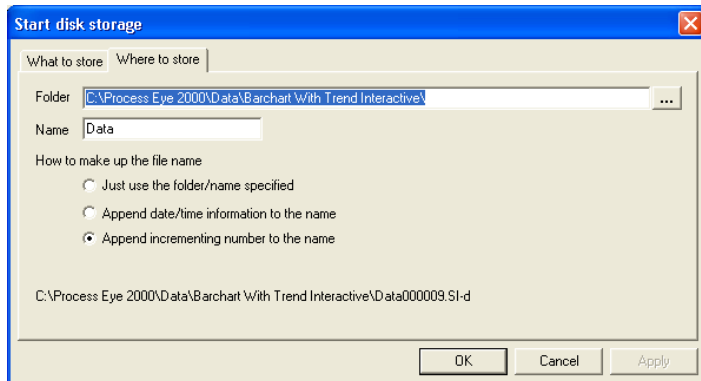 Start disk storage
What to store Where to store
Folder C:\Process Eye 2000\Data\Barchart With Trend Interactive\ ...
Name Data
How to make up the file name
Just use the folder/name specified
Append date/time information to the name
Append incrementing number to the name
C:\Process Eye 2000\Data\Barchart With Trend Interactive\Data000009.SI-d
OK Cancel Apply